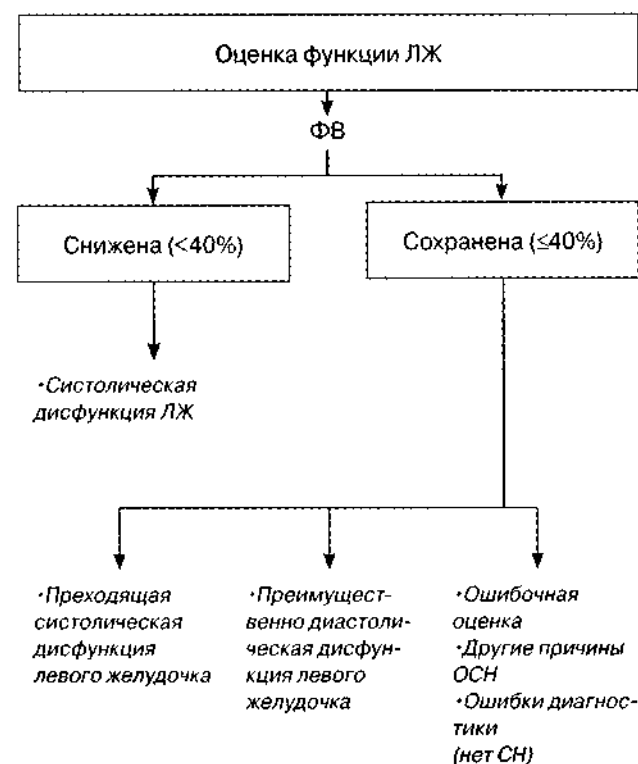 Оценка функции ЛЖ
ФВ
Снижена (<40%)
Сохранена (≤40%)
·Систолическая
дисфункция ЛЖ
·Преходящая
систолическая
дисфункция
левого желудочка
·Преимущест-
венно диастоли-
ческая дисфун-
кция левого
желудочка
·Ошибочная
оценка
·Другие причины
ОСН
·Ошибки диагнос-
тики
(нет СН)